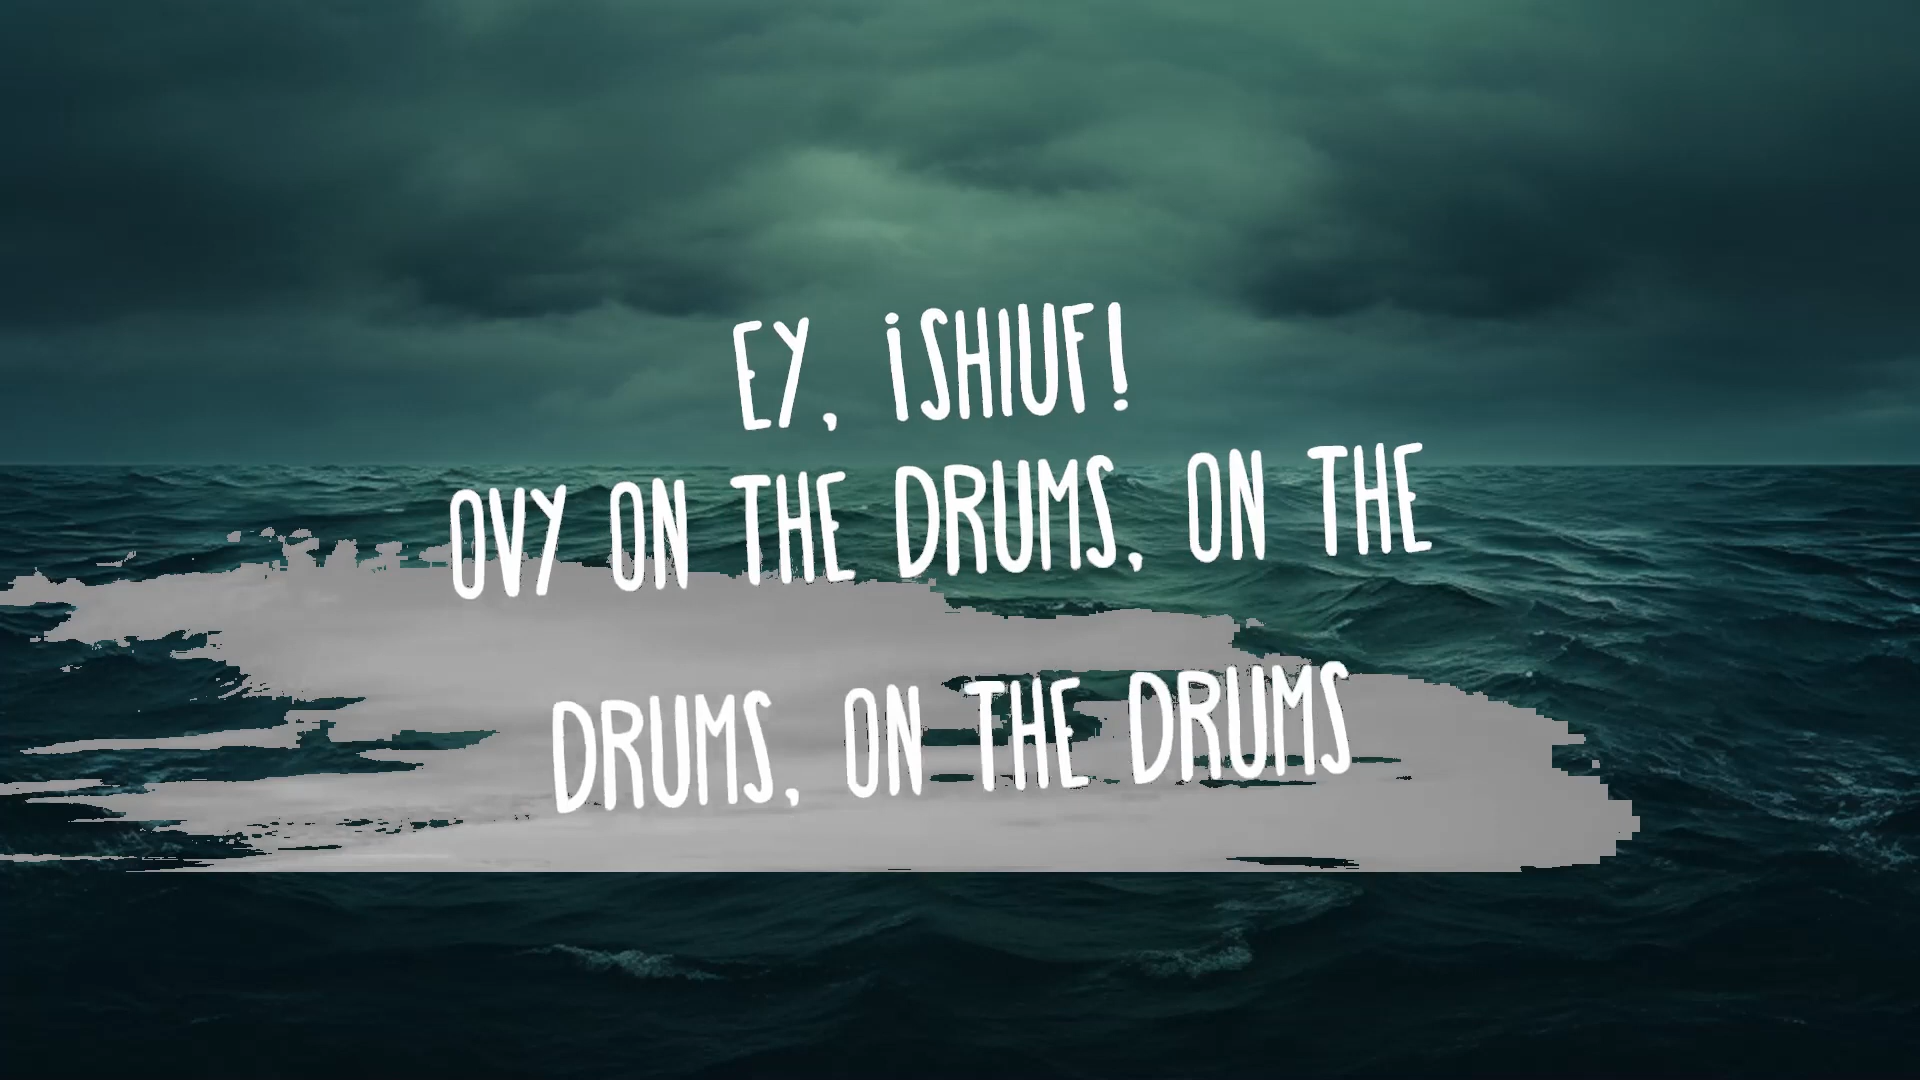 EY, ¡SHIUF!
OVY ON THE DRUMS, ON THE
DRUMS, ON THE DRUMS